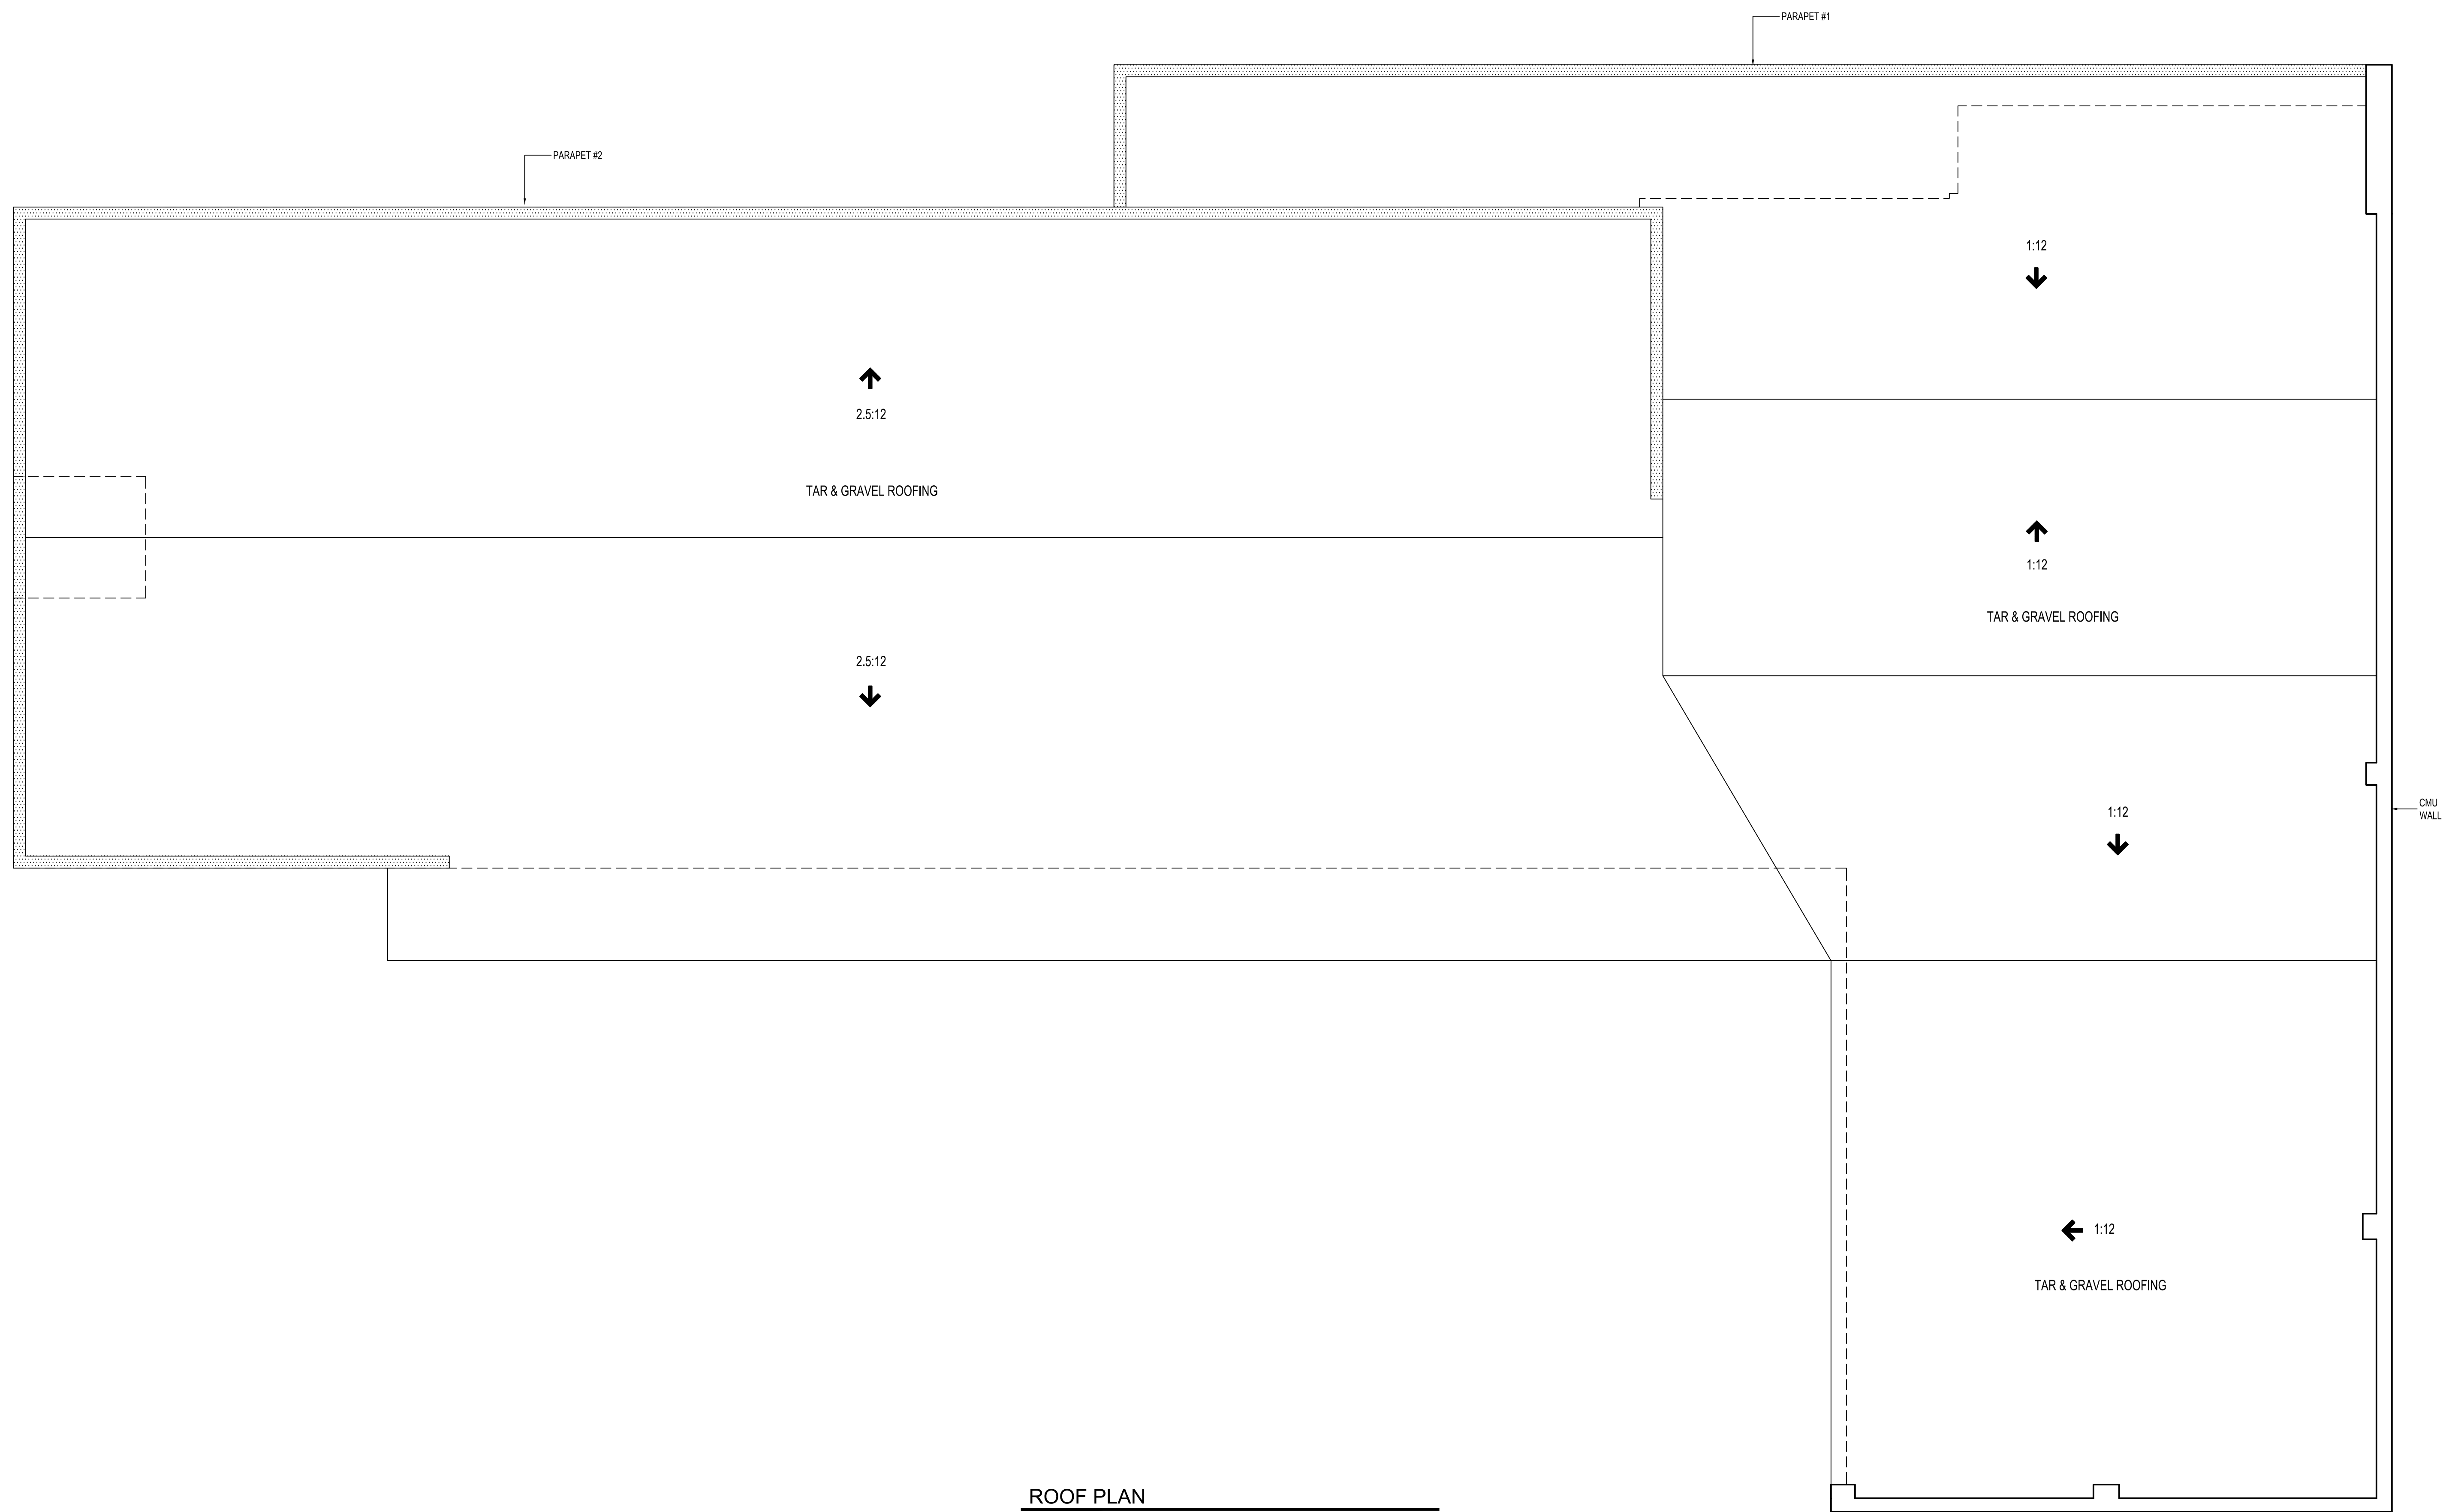 PARAPET #1
PARAPET #2
1:12
2.5:12
TAR & GRAVEL ROOFING
1:12
TAR & GRAVEL ROOFING
2.5:12
1:12
CMU
WALL
1:12
TAR & GRAVEL ROOFING
ROOF PLAN